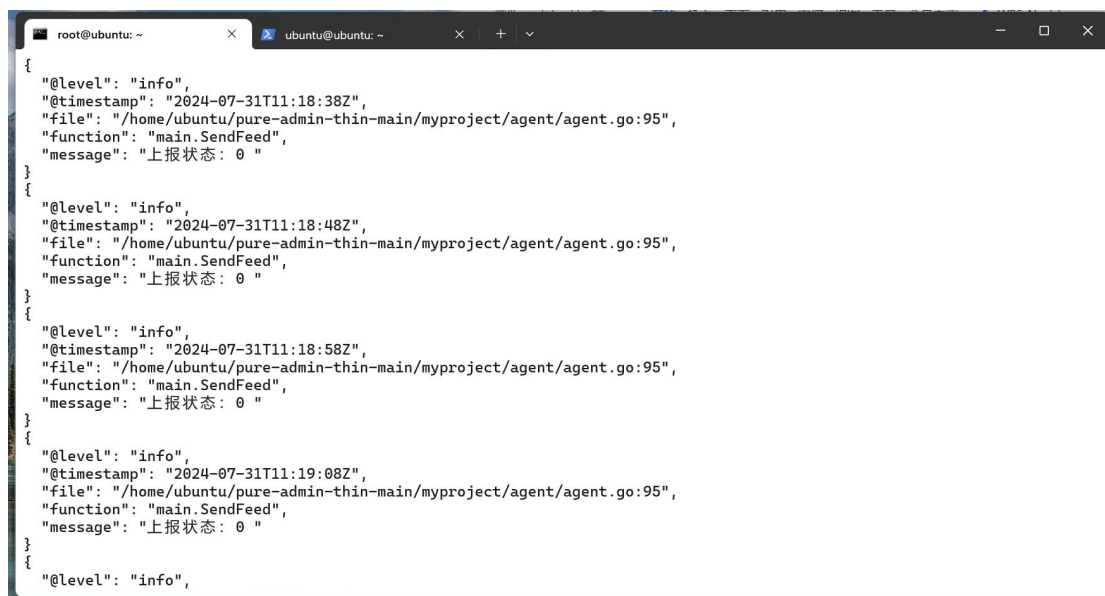 root@ubuntu: ~
ubuntu@ubuntu: ~
{
"@level": "info",
"@timestamp": "2024-07-31T11:18:38Z",
"file": "/home/ubuntu/pure-admin-thin-main/myproject/agent/agent.go:95",
"function": "main.SendFeed",
"message": "上报状态: 0 "
}
{
"@level": "info",
"@timestamp": "2024-07-31T11:18:48Z",
"file": "/home/ubuntu/pure-admin-thin-main/myproject/agent/agent.go:95",
"function": "main.SendFeed",
"message": "上报状态: 0 "
}
{
"@level": "info",
"@timestamp": "2024-07-31T11:18:58Z",
"file": "/home/ubuntu/pure-admin-thin-main/myproject/agent/agent.go:95",
"function": "main.SendFeed",
"message": "上报状态: 0 "
}
{
"@level": "info",
"@timestamp": "2024-07-31T11:19:08Z",
"file": "/home/ubuntu/pure-admin-thin-main/myproject/agent/agent.go:95",
"function": "main.SendFeed",
"message": "上报状态: 0 "
}
{
"@level": "info",